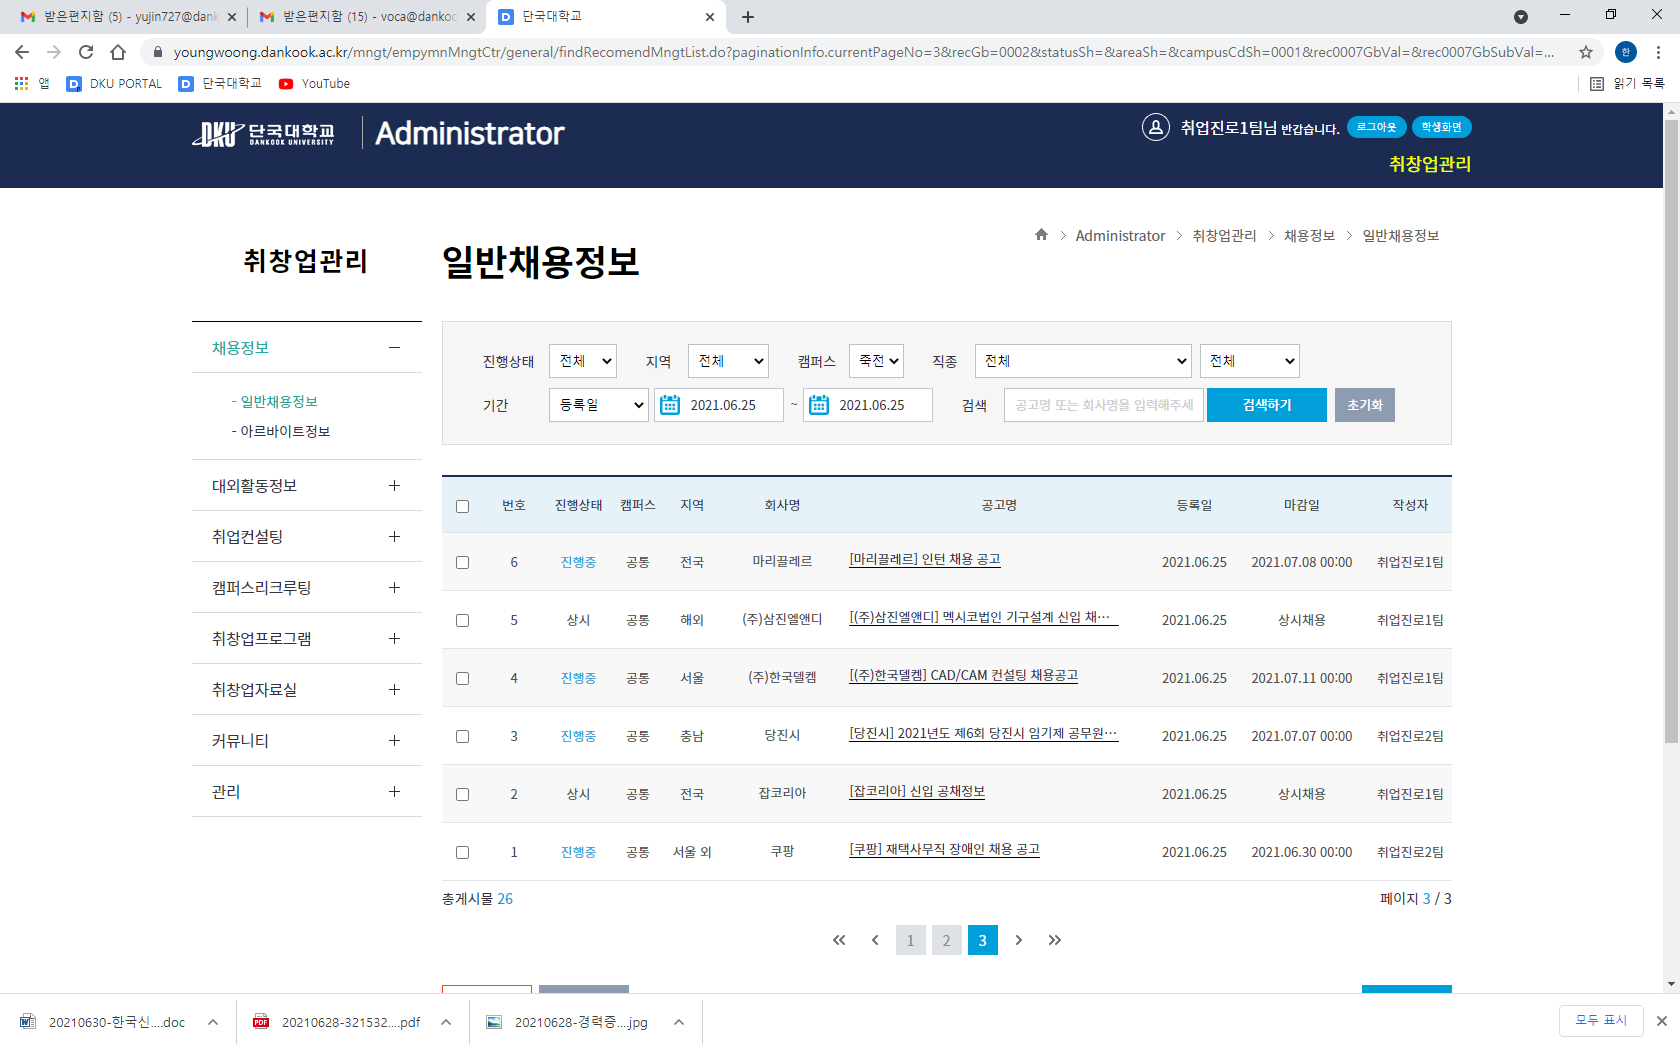 받은편지함 (5) - yujin727@dank
받은편지함 (15) - voca@dankoo
단국대학교
youngwoong.dankook.ac.kr/mngt/empymnMngtCtr/general/findRecomendMngtList.do?paginationInfo.currentPageNo=3&recGb=0002&statusSh=&areaSh=&campusCdSh=0001&rec0007GbVal=&rec0007GbSubVal=...
한
앱 DKU PORTAL 단국대학교 YouTube 읽기 목록
DKU 단국대학교 DANKOOK UNIVERSITY Administrator
취업진로1팀님 반갑습니다. 로그아웃 학생화면
취창업관리
Administrator > 취창업관리 > 채용정보 > 일반채용정보
취창업관리
일반채용정보
채용정보
- 일반채용정보
- 아르바이트정보
대외활동정보
취업컨설팅
캠퍼스리크루팅
취창업프로그램
취창업자료실
커뮤니티
관리
진행상태 전체 지역 전체 캠퍼스 죽전 직종 전체 전체
기간 등록일 2021.06.25 ~ 2021.06.25 검색 공고명 또는 회사명을 입력해주세 검색하기 초기화
번호 진행상태 캠퍼스 지역 회사명 공고명 등록일 마감일 작성자
6 진행중 공통 전국 마리끌레르 [마리끌레르] 인턴 채용 공고 2021.06.25 2021.07.08 00:00 취업진로1팀
5 상시 공통 해외 (주)삼진엘앤디 [(주)삼진엘앤디] 멕시코법인 기구설계 신입 채… 2021.06.25 상시채용 취업진로1팀
4 진행중 공통 서울 (주)한국델켐 [(주)한국델켐] CAD/CAM 컨설팅 채용공고 2021.06.25 2021.07.11 00:00 취업진로1팀
3 진행중 공통 충남 당진시 [당진시] 2021년도 제6회 당진시 임기제 공무원… 2021.06.25 2021.07.07 00:00 취업진로2팀
2 상시 공통 전국 잡코리아 [잡코리아] 신입 공채정보 2021.06.25 상시채용 취업진로1팀
1 진행중 공통 서울 외 쿠팡 [쿠팡] 재택사무직 장애인 채용 공고 2021.06.25 2021.06.30 00:00 취업진로2팀
총게시물 26 페이지 3 / 3
« ‹ 1 2 3 › »
20210630-한국신....doc
20210628-321532....pdf
20210628-경력증....jpg
모두 표시